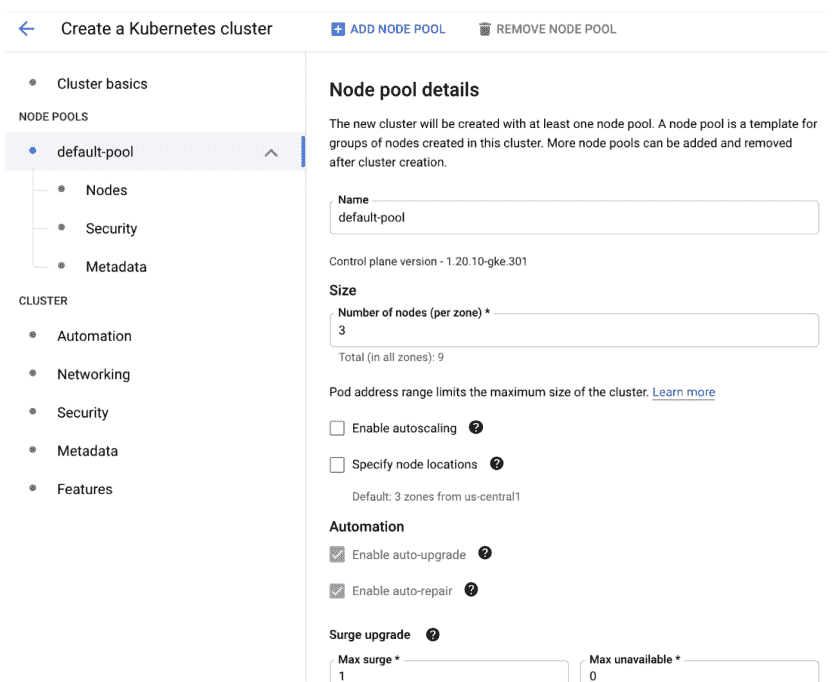 Create a Kubernetes cluster
ADD NODE POOL
REMOVE NODE POOL
Cluster basics
NODE POOLS
default-pool
Nodes
Security
Metadata
CLUSTER
Automation
Networking
Security
Metadata
Features
Node pool details
The new cluster will be created with at least one node pool. A node pool is a template for
groups of nodes created in this cluster. More node pools can be added and removed
after cluster creation.
Name
default-pool
Control plane version - 1.20.10-gke.301
Size
Number of nodes (per zone) *
3
Total (in all zones): 9
Pod address range limits the maximum size of the cluster. Learn more
Enable autoscaling ?
Specify node locations ?
Default: 3 zones from us-central1
Automation
Enable auto-upgrade ?
Enable auto-repair ?
Surge upgrade ?
Max surge *
1
Max unavailable *
0